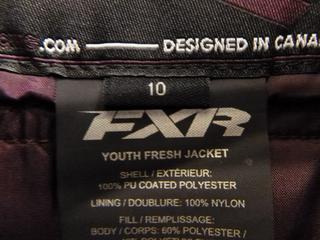 .COM — DESIGNED IN CANA
10
FXR
YOUTH FRESH JACKET
SHELL / EXTÉRIEUR:
100% PU COATED POLYESTER
LINING / DOUBLURE: 100% NYLON
FILL / REMPLISSAGE:
BODY / CORPS: 60% POLYESTER /